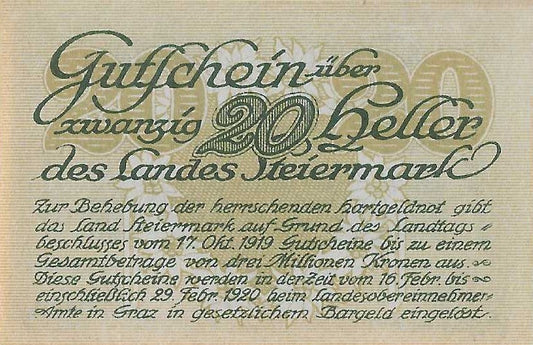 20 20
Gutschein über
zwanzig 20 Heller
des Landes Steiermark
Zur Behebung der herrschenden Hartgeldnot gibt
das Land Steiermark auf Grund des Landtags=
beschlusses vom 17. Okt. 1919 Gutscheine bis zu einem
Gesamtbetrage von drei Millionen Kronen aus
Diese Gutscheine werden in der Zeit vom 16. Febr. bis
einschließlich 29. Febr. 1920 beim Landesobereinnehmer=
Amte in Graz in gesetzlichem Bargeld eingelöst.